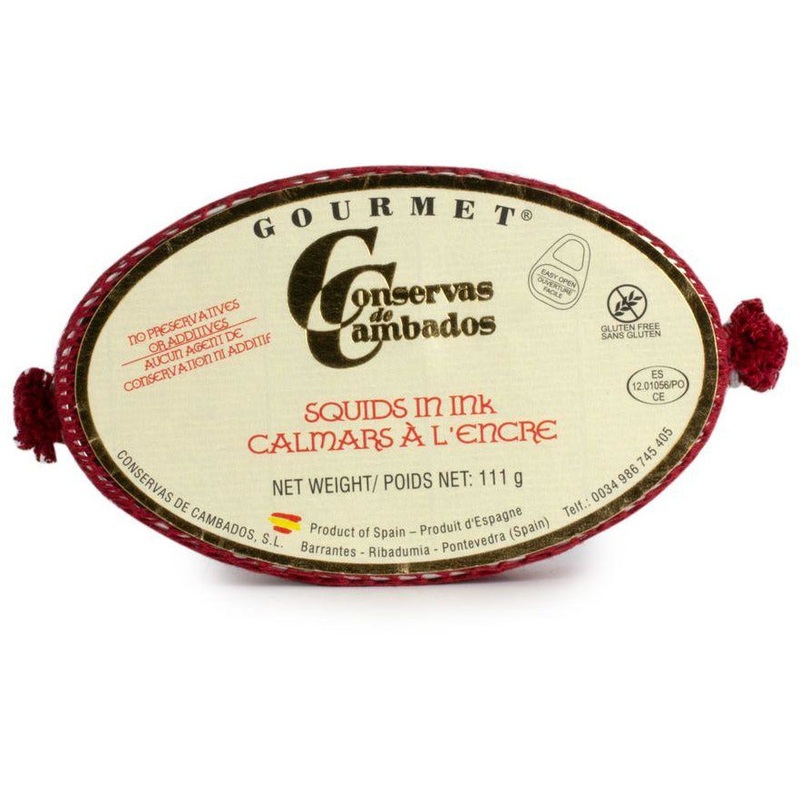 GOURMET®
Conservas
de
Cambados
EASY OPEN
OUVERTURE
FACILE
NO PRESERVATIVES
OR ADDITIVES
AUCUN AGENT DE
CONSERVATION NI ADDITIF
GLUTEN FREE
SANS GLUTEN
ES
12.01056/PO
CE
SQUIDS IN INK
CALMARS À L'ENCRE
NET WEIGHT/ POIDS NET: 111 g
CONSERVAS DE CAMBADOS, S.L.
Product of Spain – Produit d'Espagne
Barrantes - Ribadumia - Pontevedra (Spain)
Telf.: 0034 986 745 405